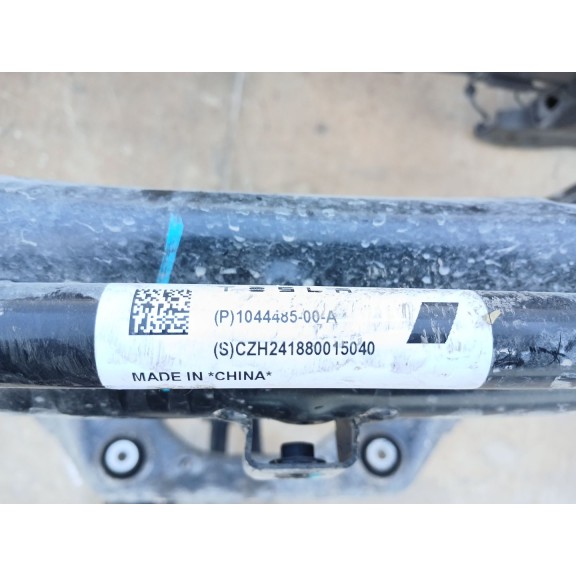 TESLA
(P)1044485-00-A
(S)CZH241880015040
MADE IN *CHINA*